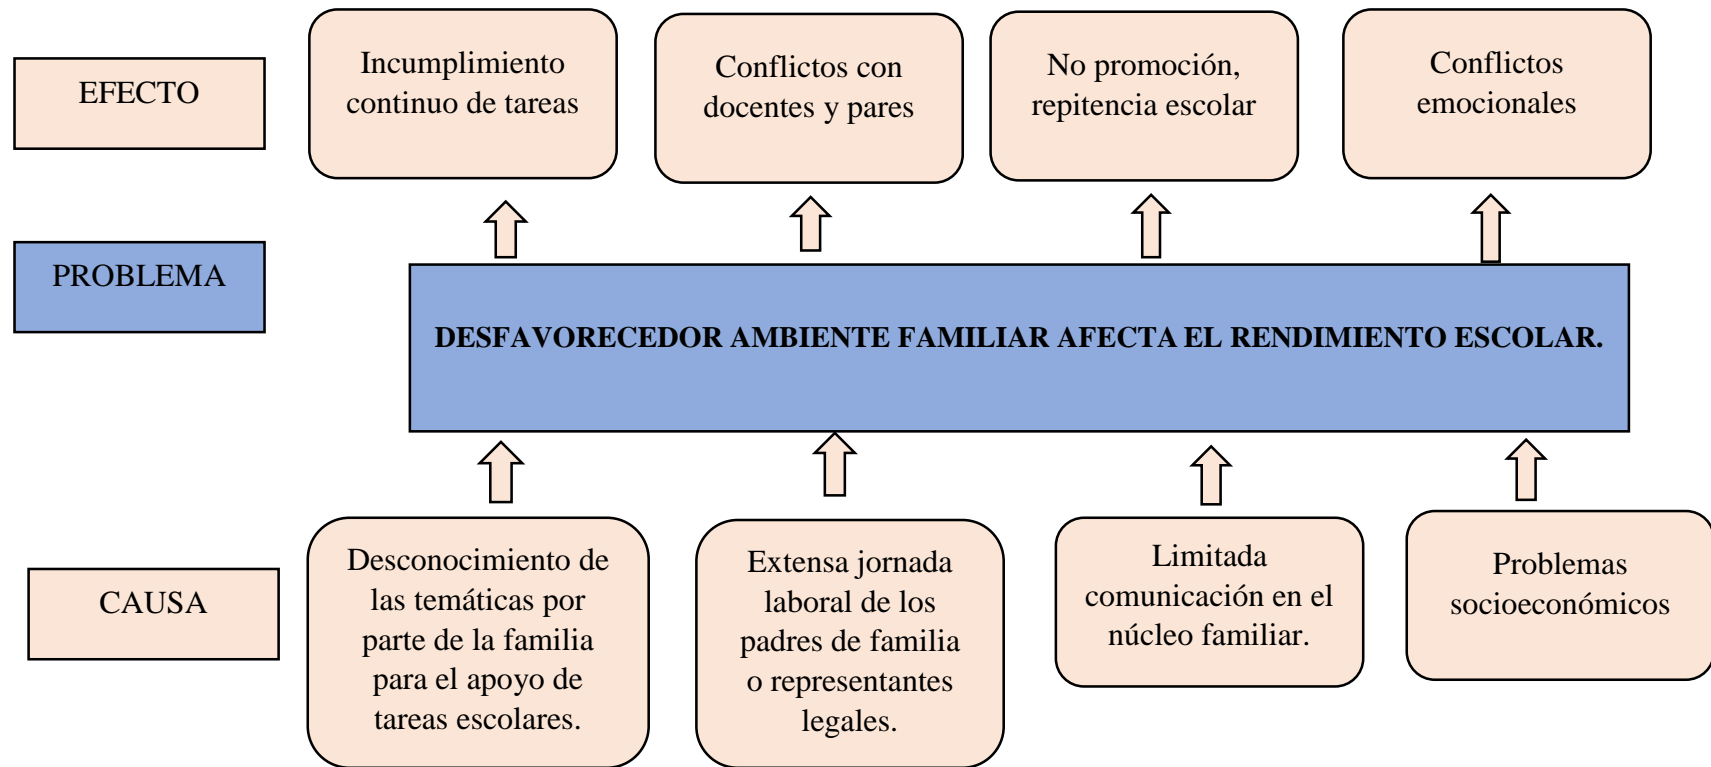 EFECTO
Incumplimiento
continuo de tareas
Conflictos con
docentes y pares
No promoción,
repitencia escolar
Conflictos
emocionales
PROBLEMA
DESFAVORECEDOR AMBIENTE FAMILIAR AFECTA EL RENDIMIENTO ESCOLAR.
CAUSA
Desconocimiento de
las temáticas por
parte de la familia
para el apoyo de
tareas escolares.
Extensa jornada
laboral de los
padres de familia
o representantes
legales.
Limitada
comunicación en el
núcleo familiar.
Problemas
socioeconómicos